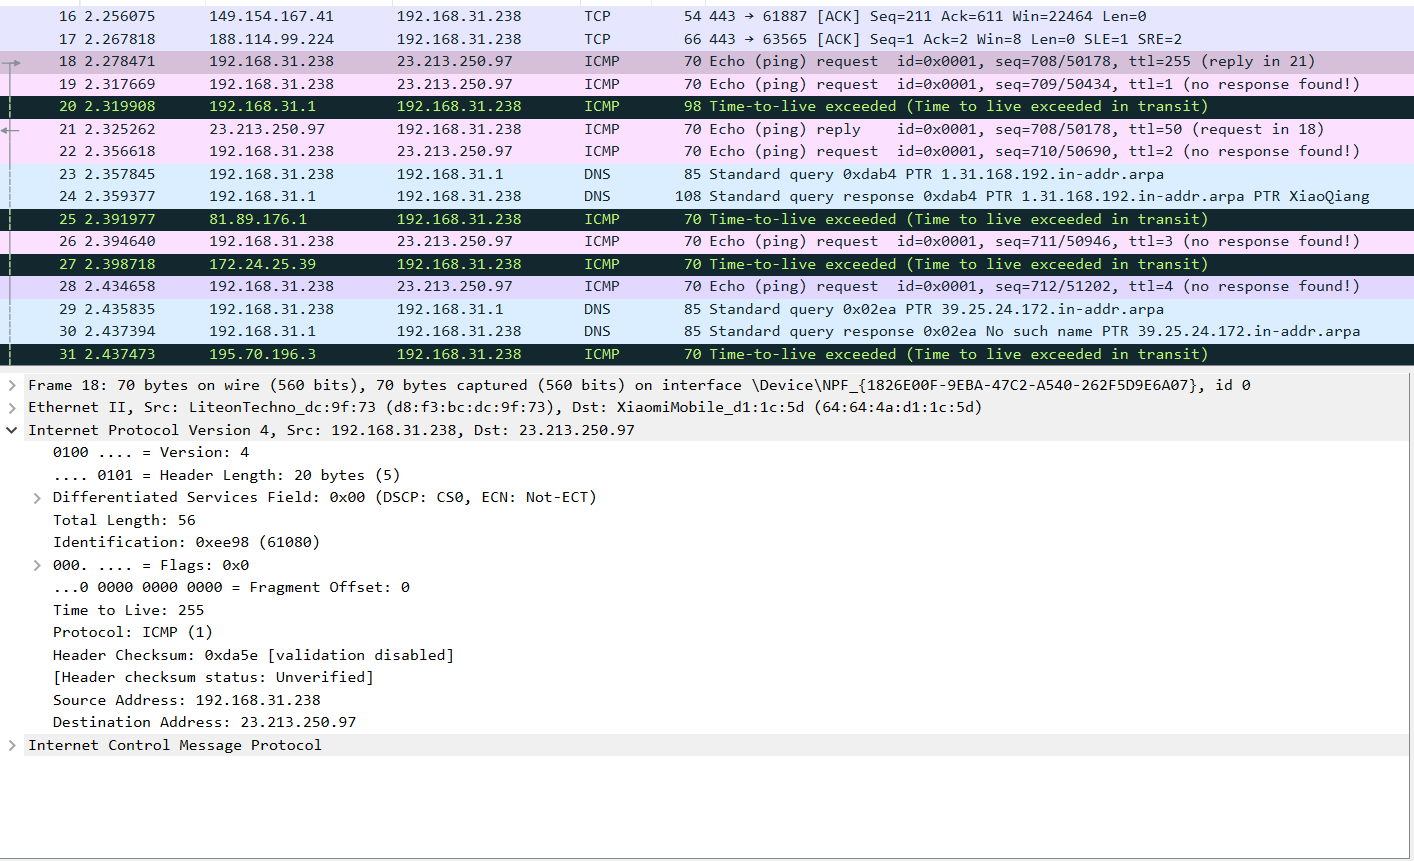 16 2.256075 149.154.167.41 192.168.31.238 TCP 54 443 → 61887 [ACK] Seq=211 Ack=611 Win=22464 Len=0
17 2.267818 188.114.99.224 192.168.31.238 TCP 66 443 → 63565 [ACK] Seq=1 Ack=2 Win=8 Len=0 SLE=1 SRE=2
18 2.278471 192.168.31.238 23.213.250.97 ICMP 70 Echo (ping) request id=0x0001, seq=708/50178, ttl=255 (reply in 21)
19 2.317669 192.168.31.238 23.213.250.97 ICMP 70 Echo (ping) request id=0x0001, seq=709/50434, ttl=1 (no response found!)
20 2.319908 192.168.31.1 192.168.31.238 ICMP 98 Time-to-live exceeded (Time to live exceeded in transit)
21 2.325262 23.213.250.97 192.168.31.238 ICMP 70 Echo (ping) reply id=0x0001, seq=708/50178, ttl=50 (request in 18)
22 2.356618 192.168.31.238 23.213.250.97 ICMP 70 Echo (ping) request id=0x0001, seq=710/50690, ttl=2 (no response found!)
23 2.357845 192.168.31.238 192.168.31.1 DNS 85 Standard query 0xdab4 PTR 1.31.168.192.in-addr.arpa
24 2.359377 192.168.31.1 192.168.31.238 DNS 108 Standard query response 0xdab4 PTR 1.31.168.192.in-addr.arpa PTR XiaoQiang
25 2.391977 81.89.176.1 192.168.31.238 ICMP 70 Time-to-live exceeded (Time to live exceeded in transit)
26 2.394640 192.168.31.238 23.213.250.97 ICMP 70 Echo (ping) request id=0x0001, seq=711/50946, ttl=3 (no response found!)
27 2.398718 172.24.25.39 192.168.31.238 ICMP 70 Time-to-live exceeded (Time to live exceeded in transit)
28 2.434658 192.168.31.238 23.213.250.97 ICMP 70 Echo (ping) request id=0x0001, seq=712/51202, ttl=4 (no response found!)
29 2.435835 192.168.31.238 192.168.31.1 DNS 85 Standard query 0x02ea PTR 39.25.24.172.in-addr.arpa
30 2.437394 192.168.31.1 192.168.31.238 DNS 85 Standard query response 0x02ea No such name PTR 39.25.24.172.in-addr.arpa
31 2.437473 195.70.196.3 192.168.31.238 ICMP 70 Time-to-live exceeded (Time to live exceeded in transit)
Frame 18: 70 bytes on wire (560 bits), 70 bytes captured (560 bits) on interface \Device\NPF_{1826E00F-9EBA-47C2-A540-262F5D9E6A07}, id 0
Ethernet II, Src: LiteonTechno_dc:9f:73 (d8:f3:bc:dc:9f:73), Dst: XiaomiMobile_d1:1c:5d (64:64:4a:d1:1c:5d)
Internet Protocol Version 4, Src: 192.168.31.238, Dst: 23.213.250.97
0100 .... = Version: 4
.... 0101 = Header Length: 20 bytes (5)
Differentiated Services Field: 0x00 (DSCP: CS0, ECN: Not-ECT)
Total Length: 56
Identification: 0xee98 (61080)
000. .... = Flags: 0x0
...0 0000 0000 0000 = Fragment Offset: 0
Time to Live: 255
Protocol: ICMP (1)
Header Checksum: 0xda5e [validation disabled]
[Header checksum status: Unverified]
Source Address: 192.168.31.238
Destination Address: 23.213.250.97
Internet Control Message Protocol